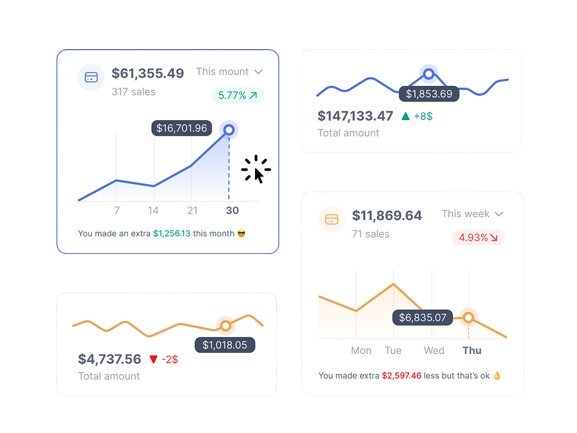 $61,355.49
This mount
317 sales
5.77%
$16,701.96
7 14 21 30
You made an extra $1,256.13 this month 😎
$1,853.69
$147,133.47 ▲ +8$
Total amount
$11,869.64
This week
71 sales
4.93%
$6,835.07
Mon Tue Wed Thu
You made extra $2,597.46 less but that's ok 👌
$1,018.05
$4,737.56 ▼ -2$
Total amount